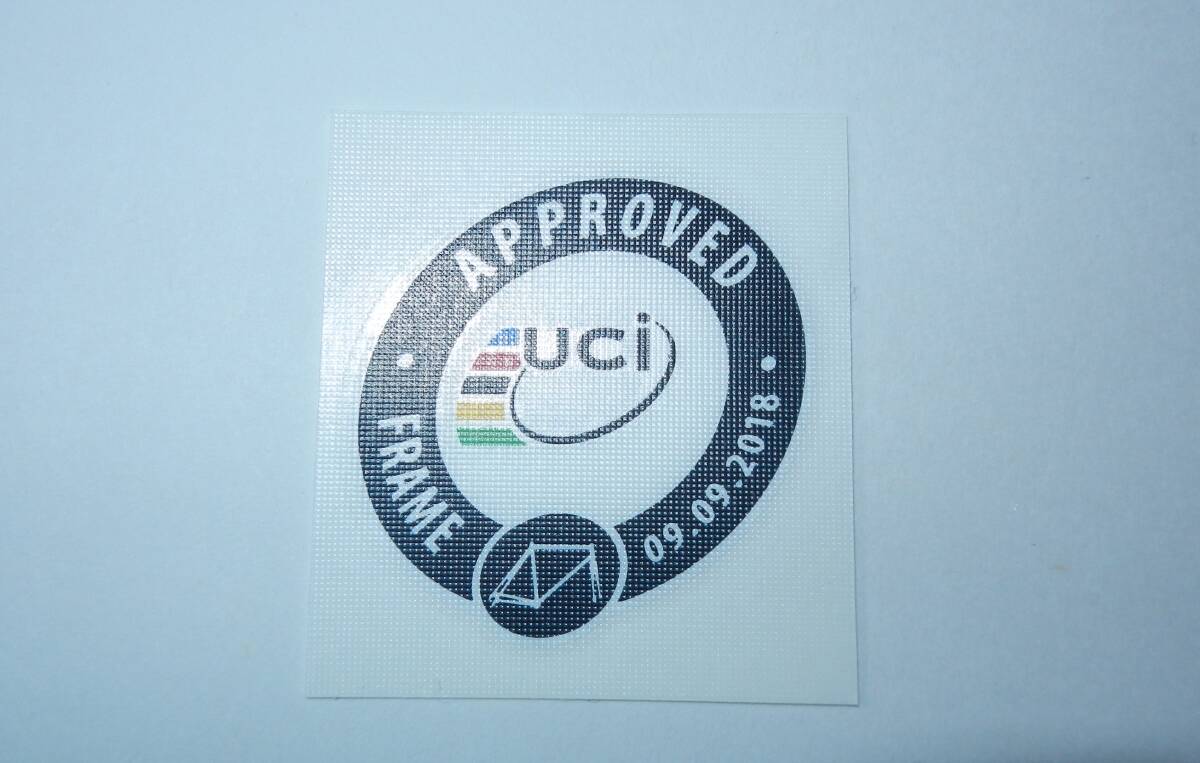 APPROVED
uci
FRAME
09.09.2018